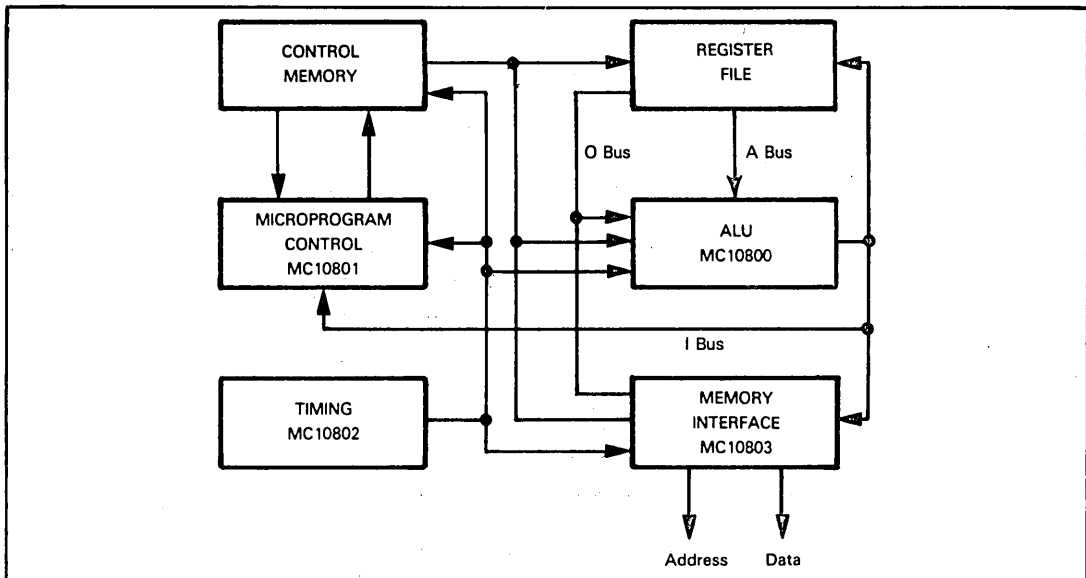 CONTROL
MEMORY
REGISTER
FILE
O Bus
A Bus
MICROPROGRAM
CONTROL
MC10801
ALU
MC10800
I Bus
TIMING
MC10802
MEMORY
INTERFACE
MC10803
Address
Data